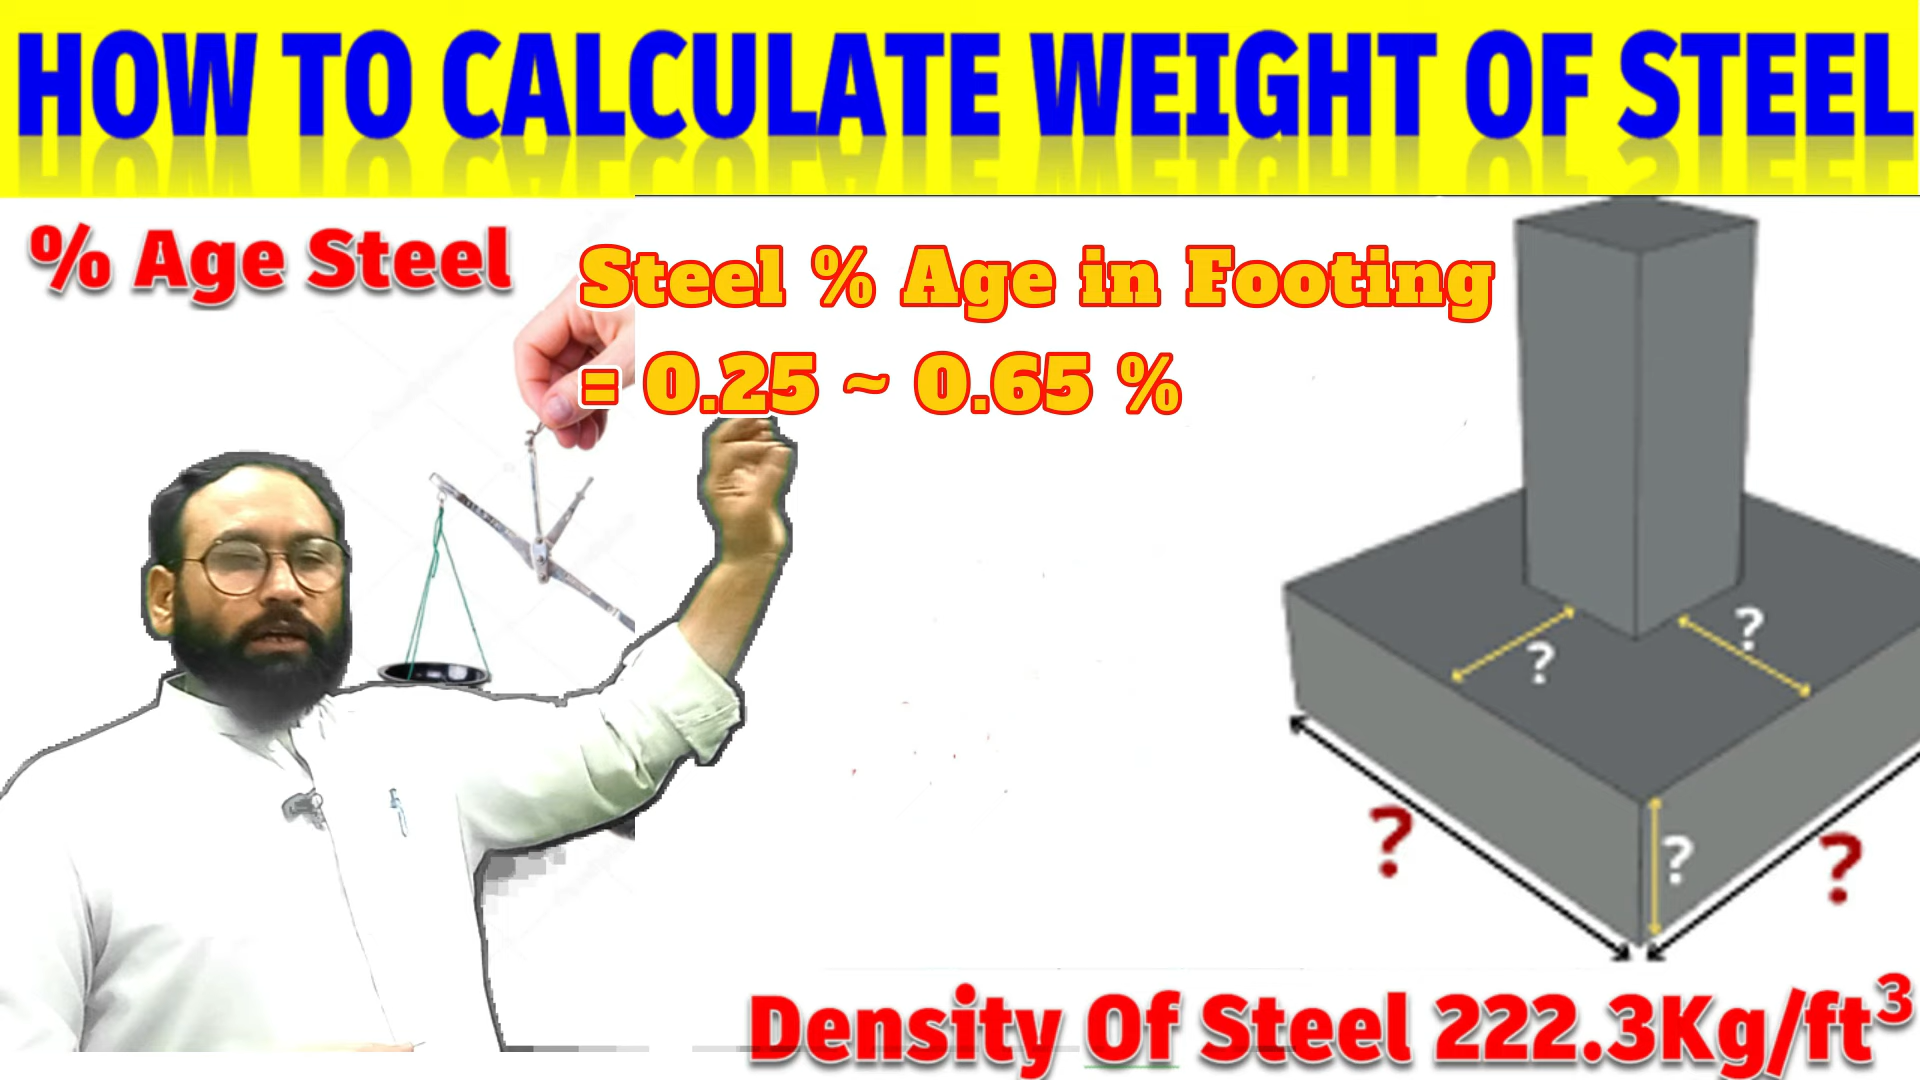 HOW TO CALCULATE WEIGHT OF STEEL
% Age Steel
Steel % Age in Footing
= 0.25 ~ 0.65 %
?
?
?
?
?
Density Of Steel 222.3Kg/ft³